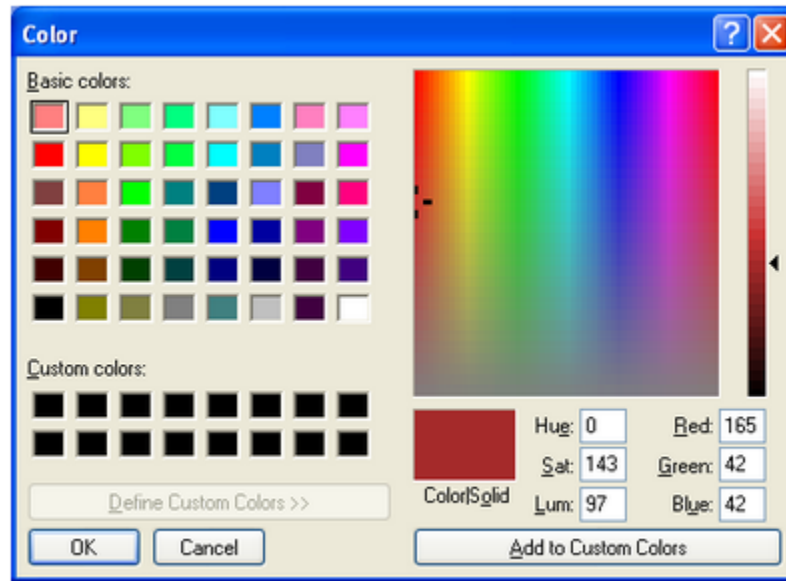 Color
Basic colors:
Custom colors:
Define Custom Colors >>
OK Cancel
Color|Solid
Hue: 0 Red: 165
Sat: 143 Green: 42
Lum: 97 Blue: 42
Add to Custom Colors